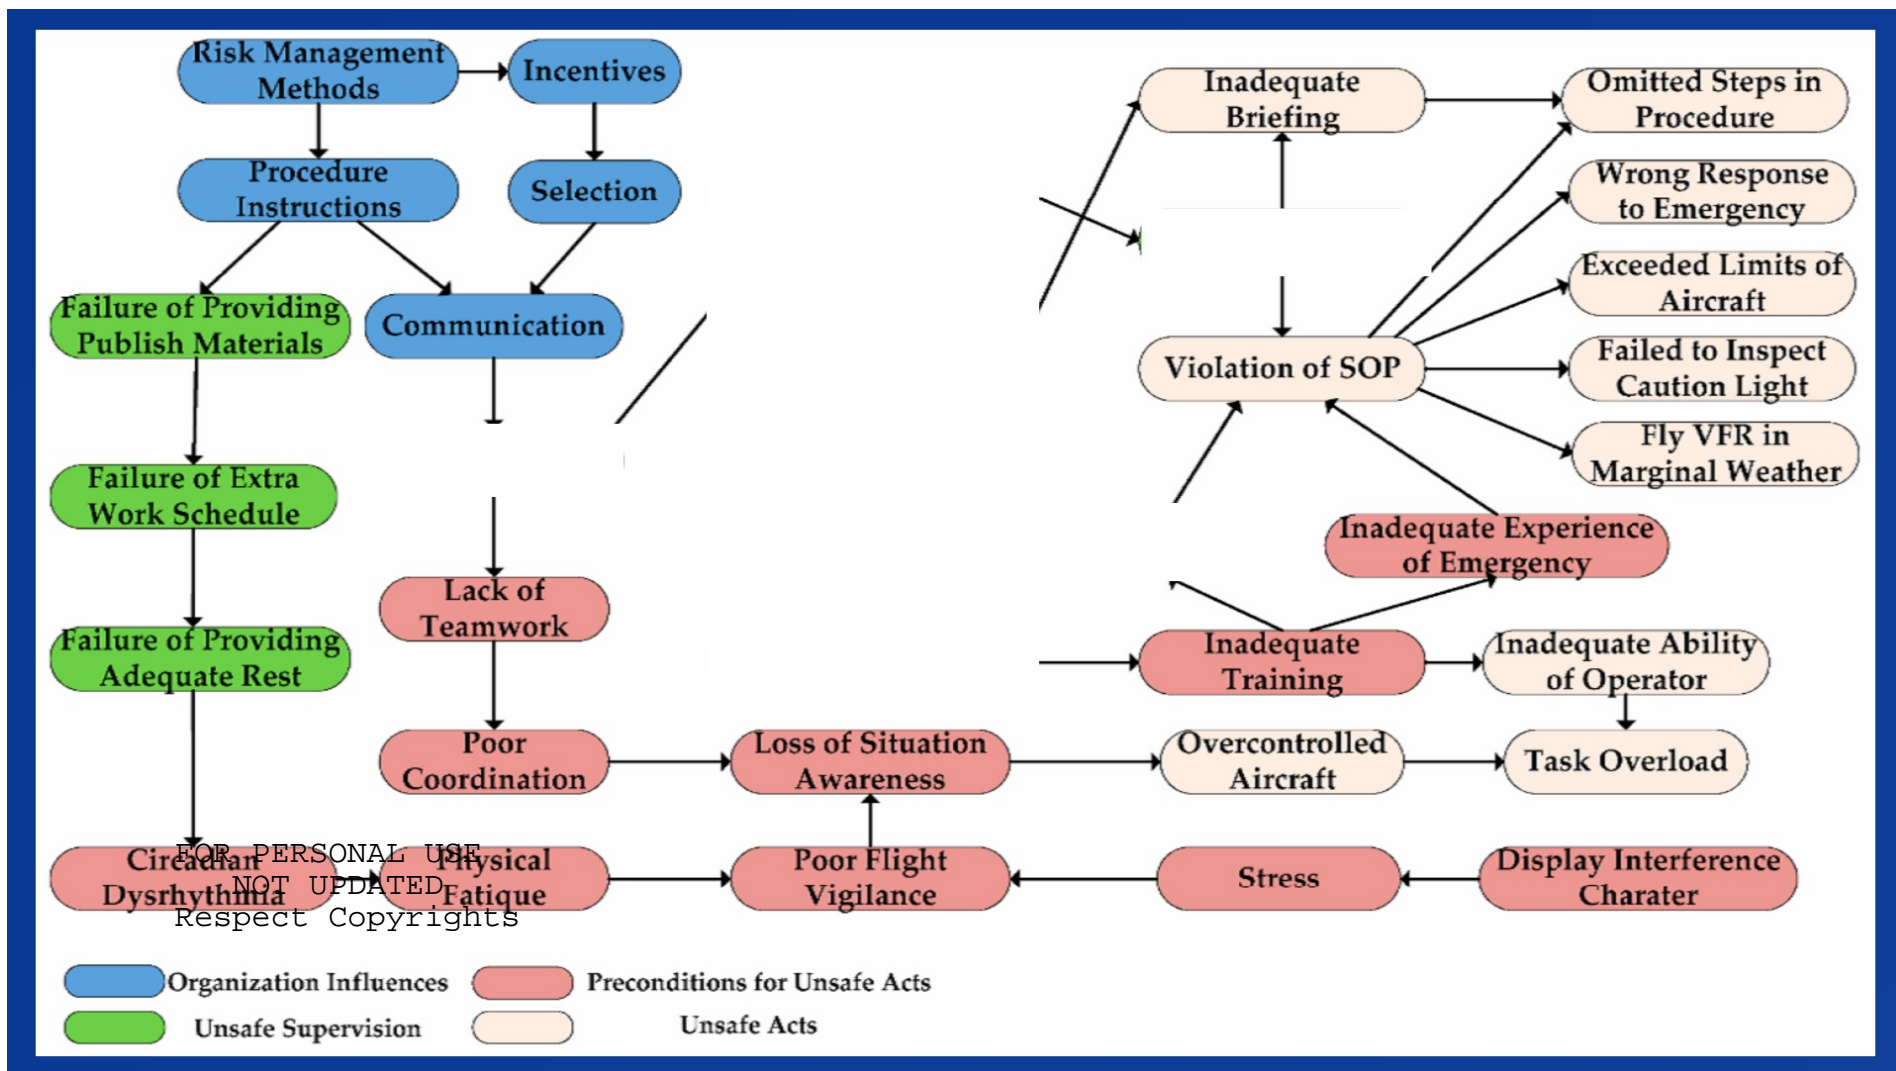 Risk Management
Methods
Incentives
Inadequate
Briefing
Omitted Steps in
Procedure
Procedure
Instructions
Selection
Wrong Response
to Emergency
Exceeded Limits of
Aircraft
Failure of Providing
Publish Materials
Communication
Violation of SOP
Failed to Inspect
Caution Light
Fly VFR in
Marginal Weather
Failure of Extra
Work Schedule
Inadequate Experience
of Emergency
Lack of
Teamwork
Failure of Providing
Adequate Rest
Inadequate
Training
Inadequate Ability
of Operator
Poor
Coordination
Loss of Situation
Awareness
Overcontrolled
Aircraft
Task Overload
Circadian
Dysrhythmia
Physical
Fatique
Poor Flight
Vigilance
Stress
Display Interference
Charater
FOR PERSONAL USE
NOT UPDATED
Respect Copyrights
Organization Influences
Preconditions for Unsafe Acts
Unsafe Supervision
Unsafe Acts